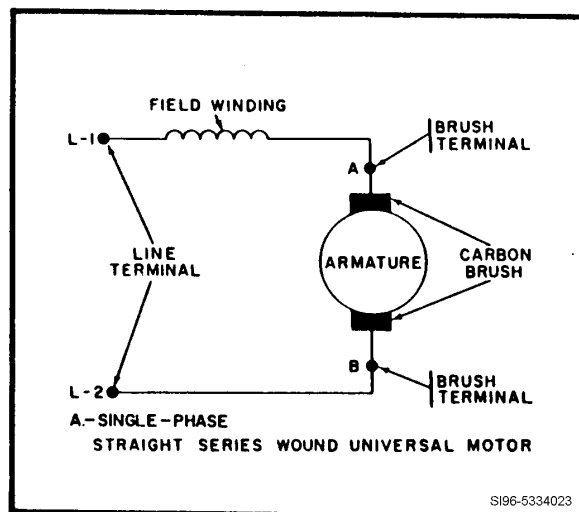 FIELD WINDING
L-1
BRUSH
TERMINAL
A
LINE
TERMINAL
ARMATURE
CARBON
BRUSH
B
L-2
BRUSH
TERMINAL
A.-SINGLE-PHASE
STRAIGHT SERIES WOUND UNIVERSAL MOTOR
SI96-5334023